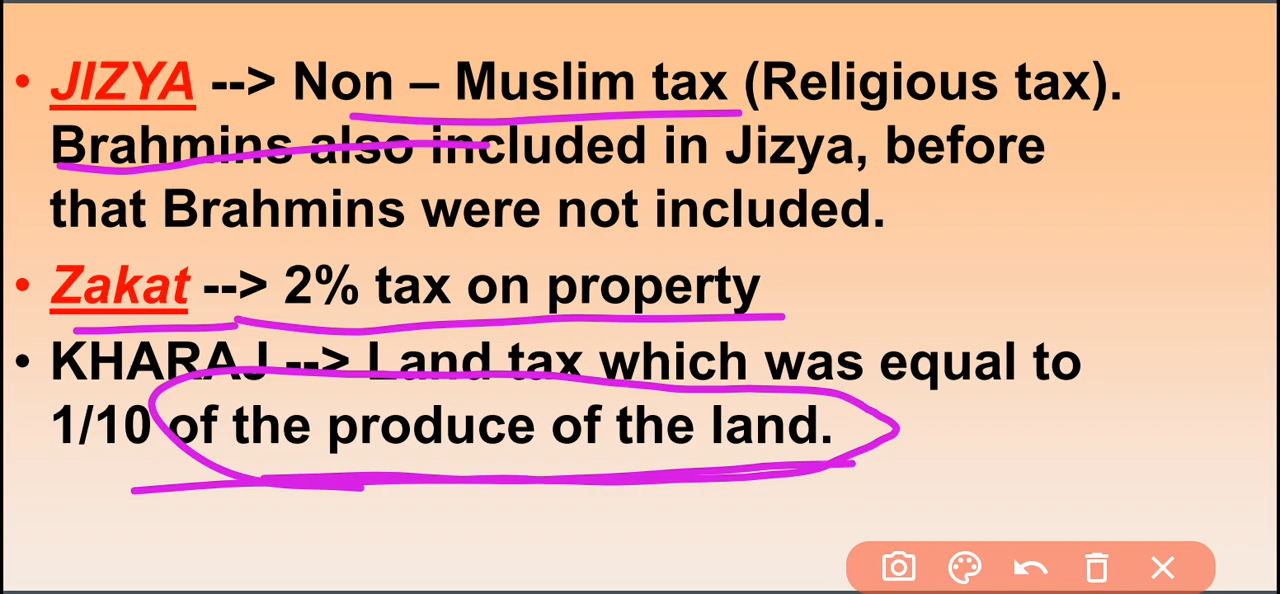 • JIZYA --> Non – Muslim tax (Religious tax).
Brahmins also included in Jizya, before
that Brahmins were not included.
• Zakat --> 2% tax on property
• KHARAJ --> Land tax which was equal to
1/10 of the produce of the land.